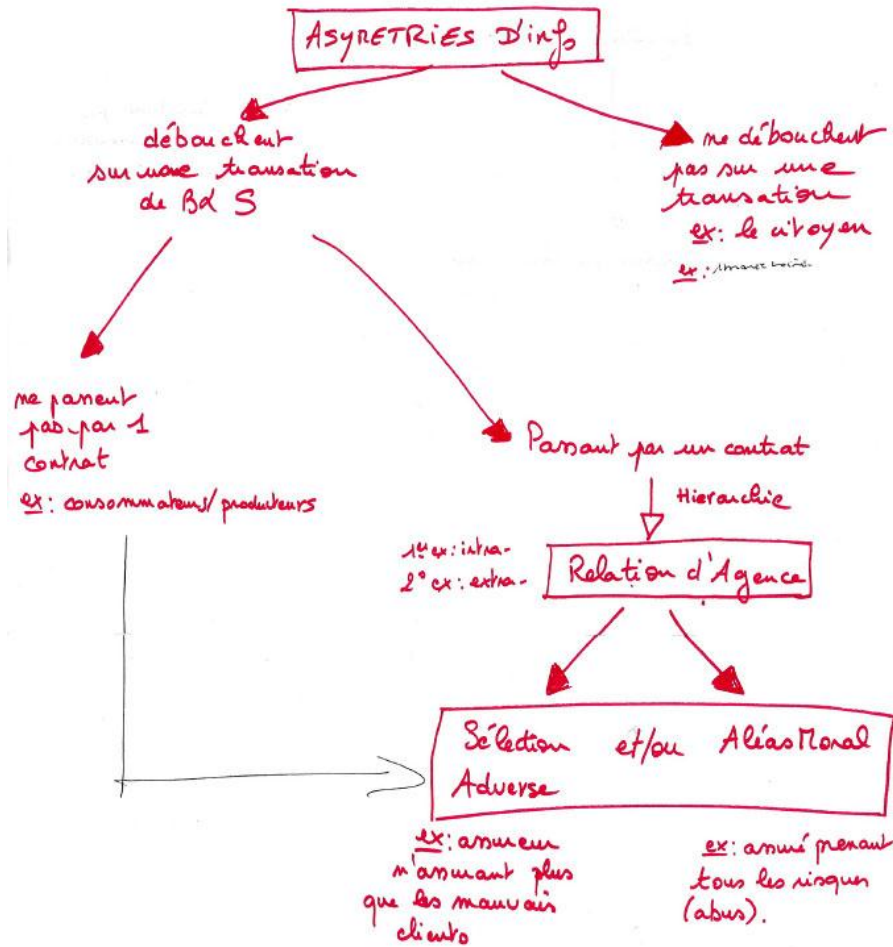 ASYRETRIES D'info
débouchent
sur une transation
de B& S
ne débouchent
pas sur une
transation
ex: le citoyen
ex:
ne passent
pas par 1
contrat
ex: consommateurs/producteurs
Passant par un contrat
Hierarchie
1er ex: intra-
2° ex: extra-
Relation d'Agence
Sélection et/ou Aléas Moral
Adverse
ex: assureur
n'assurant plus
que les mauvais
clients
ex: assuré prenant
tous les risques
(abus).